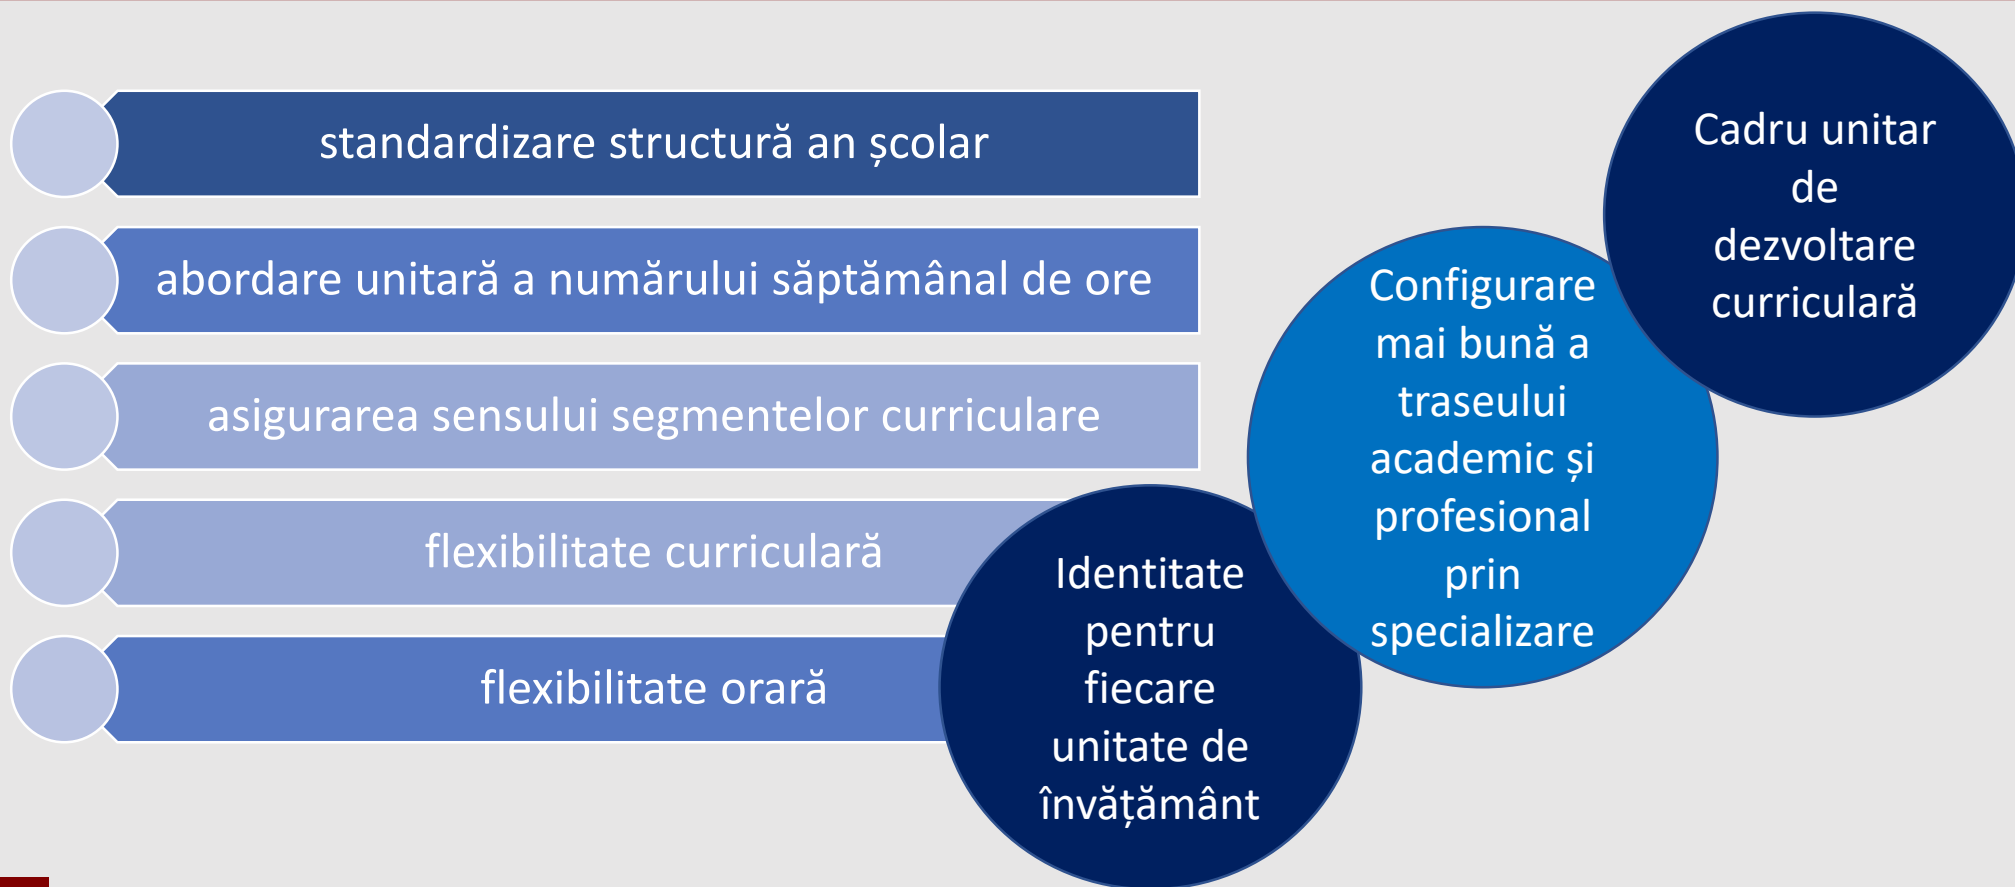 standardizare structură an școlar
abordare unitară a numărului săptămânal de ore
asigurarea sensului segmentelor curriculare
flexibilitate curriculară
flexibilitate orară
Identitate
pentru
fiecare
unitate de
învățământ
Configurare
mai bună a
traseului
academic și
profesional
prin
specializare
Cadru unitar
de
dezvoltare
curriculară